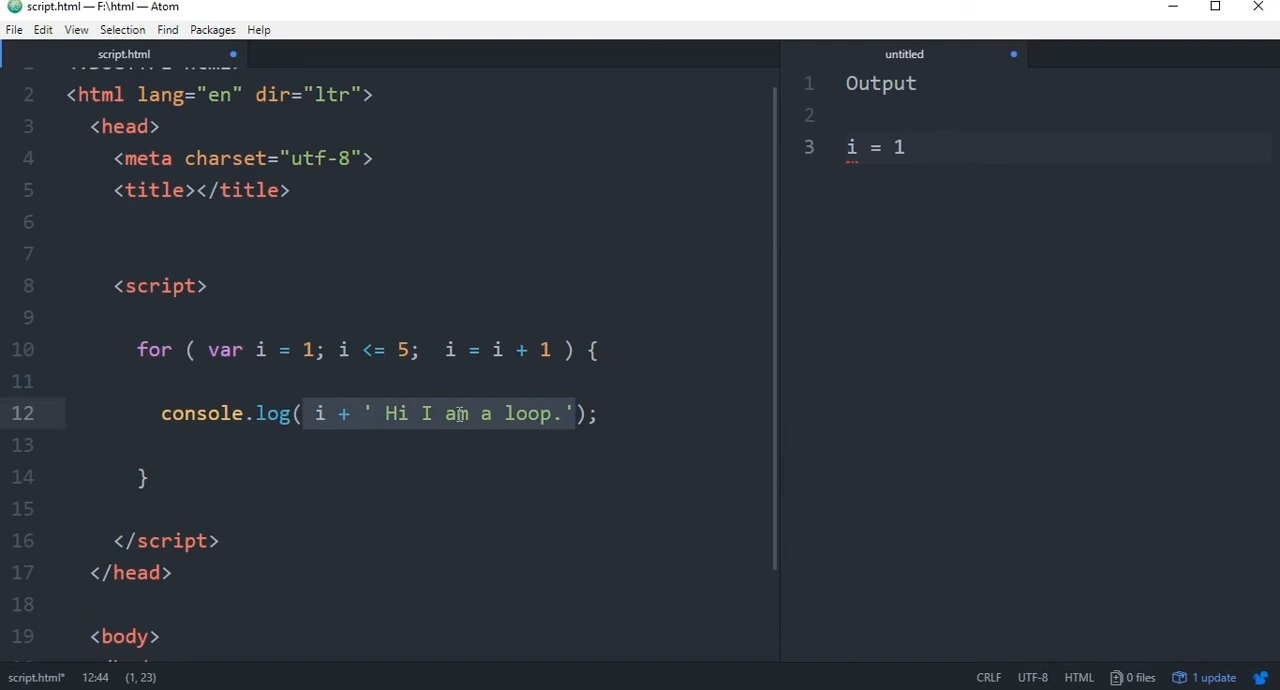 script.html — F:\html — Atom
File Edit View Selection Find Packages Help
script.html
untitled
2 <html lang="en" dir="ltr">
3 <head>
4 <meta charset="utf-8">
5 <title></title>
6
7
8 <script>
9
10 for ( var i = 1; i <= 5;  i = i + 1 ) {
11
12 console.log( i + ' Hi I am a loop.');
13
14 }
15
16 </script>
17 </head>
18
19 <body>
1 Output
2
3 i = 1
script.html* 12:44 (1, 23)
CRLF UTF-8 HTML 0 files 1 update